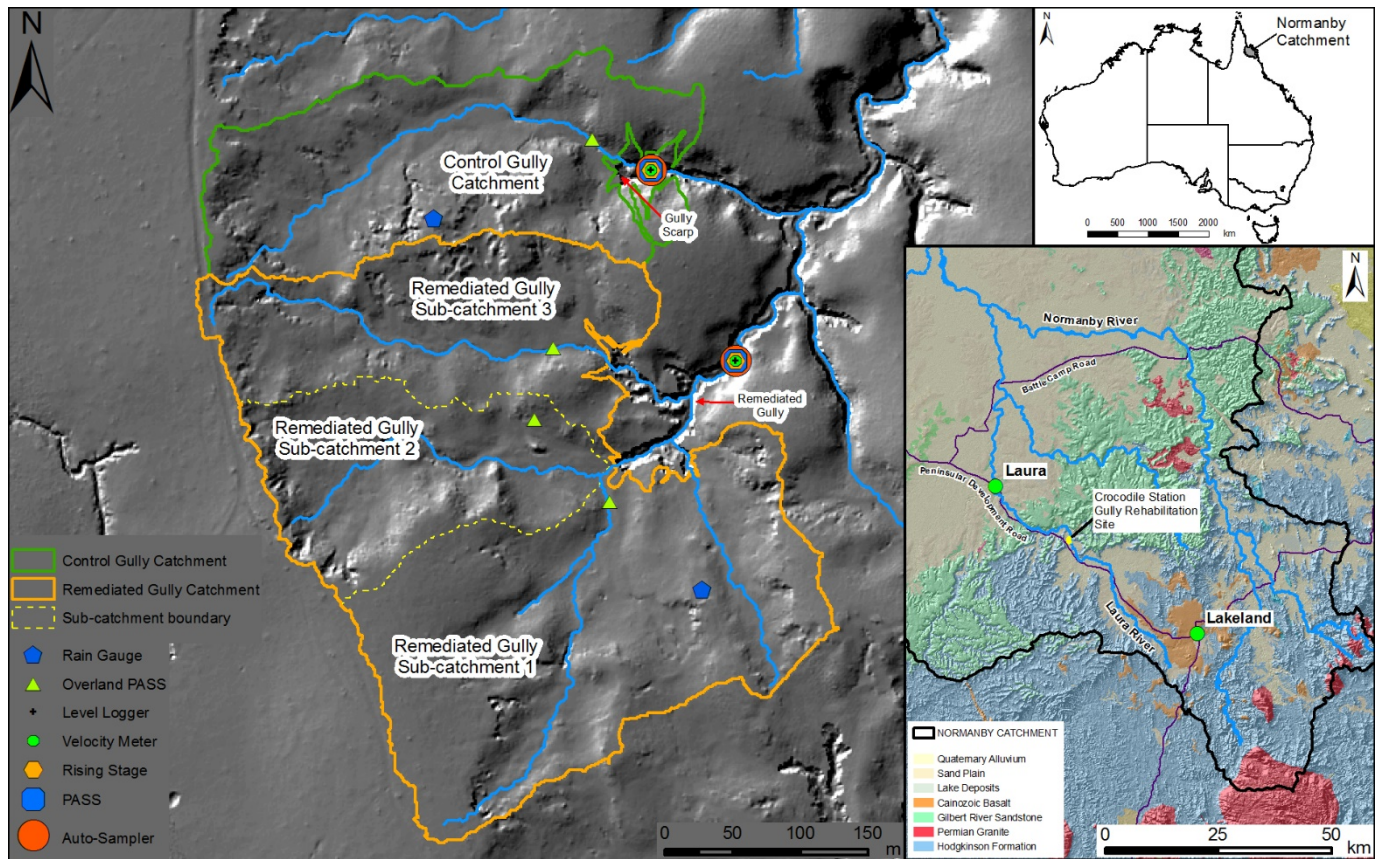 N
Control Gully
Catchment
Gully
Scarp
Remediated Gully
Sub-catchment 3
Remediated
Gully
Remediated Gully
Sub-catchment 2
Remediated Gully
Sub-catchment 1
Control Gully Catchment
Remediated Gully Catchment
Sub-catchment boundary
Rain Gauge
Overland PASS
Level Logger
Velocity Meter
Rising Stage
PASS
Auto-Sampler
0 50 100 150
m
N
Normanby
Catchment
0 500 1000 1500 2000
km
N
Normanby River
Battle Camp Road
Laura
Peninsular Development Road
Crocodile Station
Gully Rehabilitation
Site
Laura River
Lakeland
NORMANBY CATCHMENT
Quaternary Alluvium
Sand Plain
Lake Deposits
Cainozoic Basalt
Gilbert River Sandstone
Permian Granite
Hodgkinson Formation
0 25 50
km